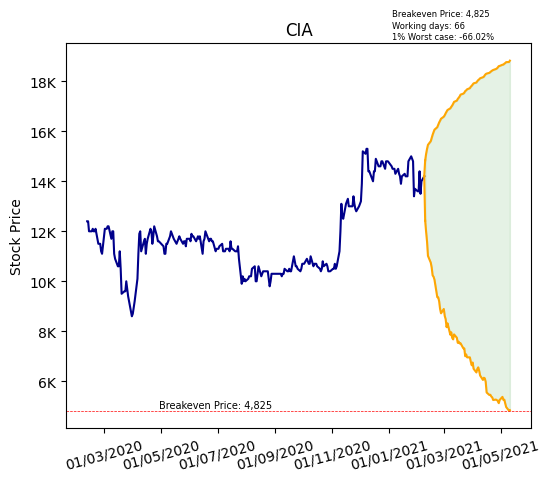 Breakeven Price: 4,825
Working days: 66
1% Worst case: -66.02%
CIA
Stock Price
18K
16K
14K
12K
10K
8K
6K
Breakeven Price: 4,825
01/03/2020
01/05/2020
01/07/2020
01/09/2020
01/11/2020
01/01/2021
01/03/2021
01/05/2021